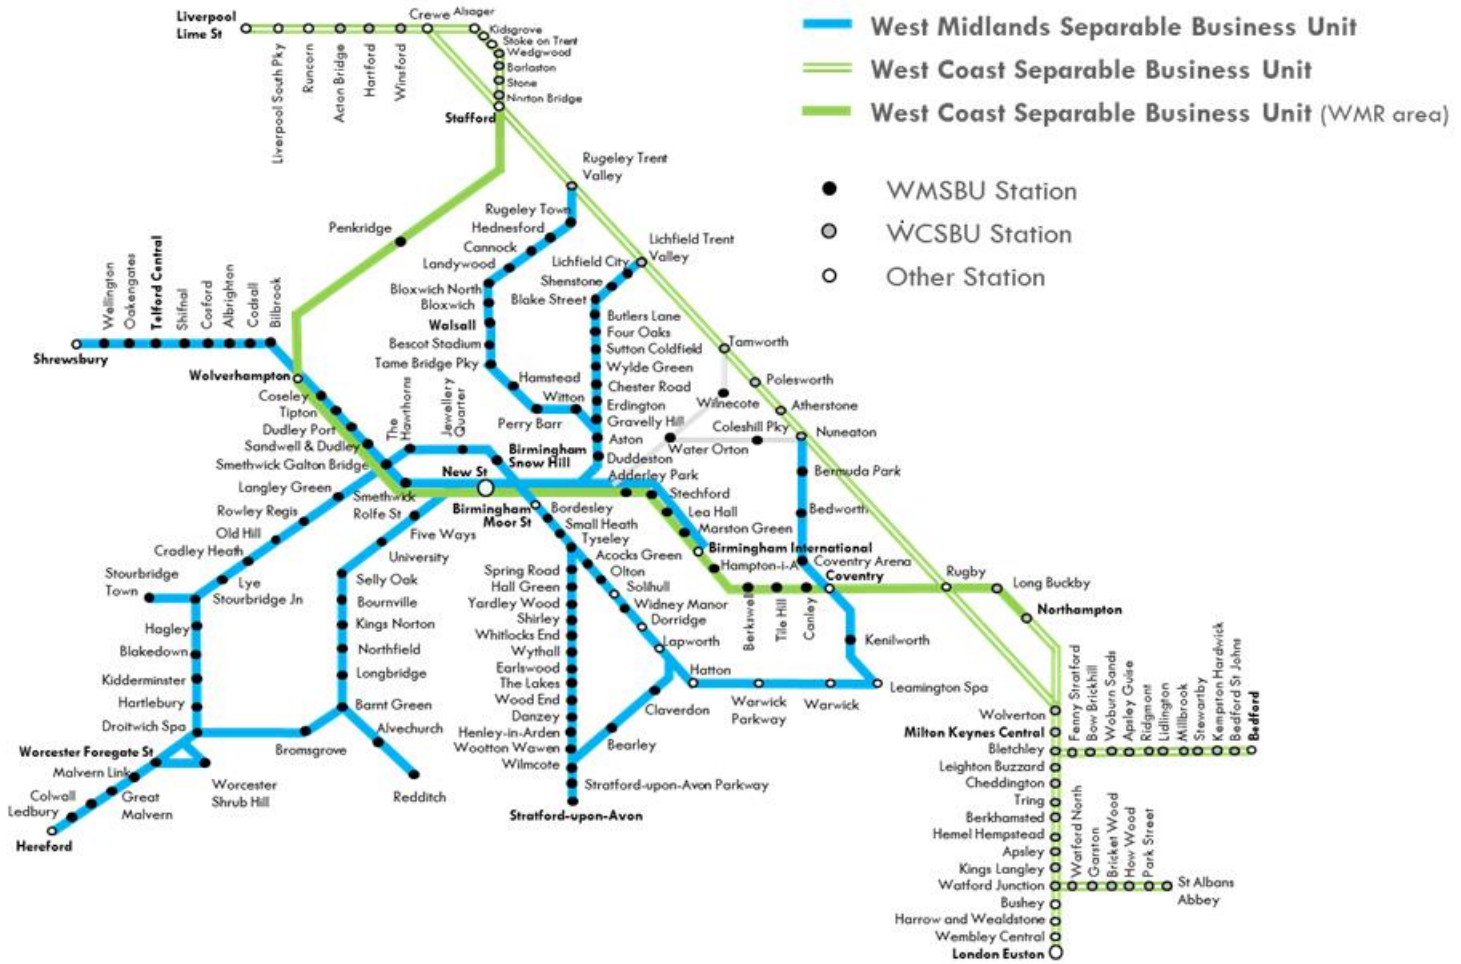 Liverpool
Lime St
Liverpool South Pky
Runcorn
Acton Bridge
Hartford
Winsford
Crewe
Alsager
Kidsgrove
Stoke on Trent
Wedgwood
Barlaston
Stone
Norton Bridge
Stafford
West Midlands Separable Business Unit
West Coast Separable Business Unit
West Coast Separable Business Unit (WMR area)
WMSBU Station
WCSBU Station
Other Station
Penkridge
Rugeley Trent
Valley
Rugeley Town
Hednesford
Cannock
Landywood
Bloxwich North
Bloxwich
Walsall
Bescot Stadium
Tame Bridge Pky
Hamstead
Witton
Perry Barr
Lichfield Trent
Valley
Lichfield City
Shenstone
Blake Street
Butlers Lane
Four Oaks
Sutton Coldfield
Wylde Green
Chester Road
Erdington
Gravelly Hill
Aston
Duddeston
Adderley Park
Tamworth
Polesworth
Atherstone
Nuneaton
Wilnecote
Coleshill Pky
Water Orton
Bermuda Park
Bedworth
Coventry Arena
Coventry
Wellington
Oakengates
Telford Central
Shifnal
Cosford
Albrighton
Codsall
Bilbrook
Shrewsbury
Wolverhampton
Coseley
Tipton
Dudley Port
Sandwell & Dudley
Smethwick Galton Bridge
The
Hawthorns
Jewellery
Quarter
Birmingham
Snow Hill
New St
Birmingham
Moor St
Langley Green
Smethwick
Rolfe St
Rowley Regis
Old Hill
Cradley Heath
Lye
Stourbridge
Town
Stourbridge Jn
Hagley
Blakedown
Kidderminster
Hartlebury
Droitwich Spa
Five Ways
University
Selly Oak
Bournville
Kings Norton
Northfield
Longbridge
Barnt Green
Alvechurch
Redditch
Bromsgrove
Worcester Foregate St
Worcester
Shrub Hill
Malvern Link
Great
Malvern
Colwall
Ledbury
Hereford
Bordesley
Small Heath
Tyseley
Acocks Green
Olton
Solihull
Widney Manor
Dorridge
Lapworth
Hatton
Warwick
Parkway
Warwick
Leamington Spa
Kenilworth
Spring Road
Hall Green
Yardley Wood
Shirley
Whitlocks End
Wythall
Earlswood
The Lakes
Wood End
Danzey
Henley-in-Arden
Wootton Wawen
Wilmcote
Claverdon
Bearley
Stratford-upon-Avon Parkway
Stratford-upon-Avon
Stechford
Lea Hall
Marston Green
Birmingham International
Hampton-i-A
Berkswell
Tile Hill
Canley
Rugby
Long Buckby
Northampton
Wolverton
Milton Keynes Central
Bletchley
Fenny Stratford
Bow Brickhill
Woburn Sands
Apsley Guise
Ridgmont
Lidlington
Millbrook
Stewartby
Kempston Hardwick
Bedford St Johns
Bedford
Leighton Buzzard
Cheddington
Tring
Berkhamsted
Hemel Hempstead
Apsley
Kings Langley
Watford Junction
Watford North
Garston
Bricket Wood
How Wood
Park Street
St Albans
Abbey
Bushey
Harrow and Wealdstone
Wembley Central
London Euston